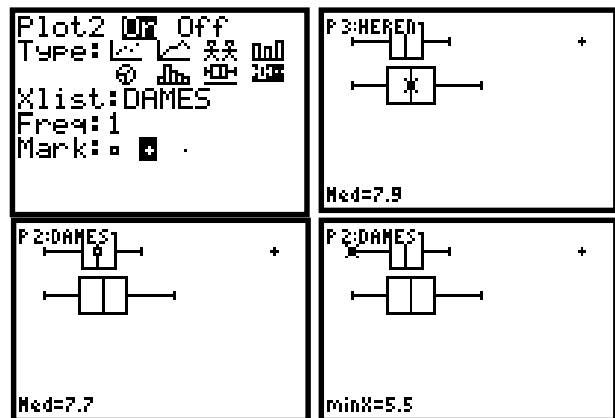 Plot2 On Off
Type:
Xlist:DAMES
Freq:1
Mark:
P3:HEREN
Med=7.9
P2:DAMES
Med=7.7
P2:DAMES
minX=5.5